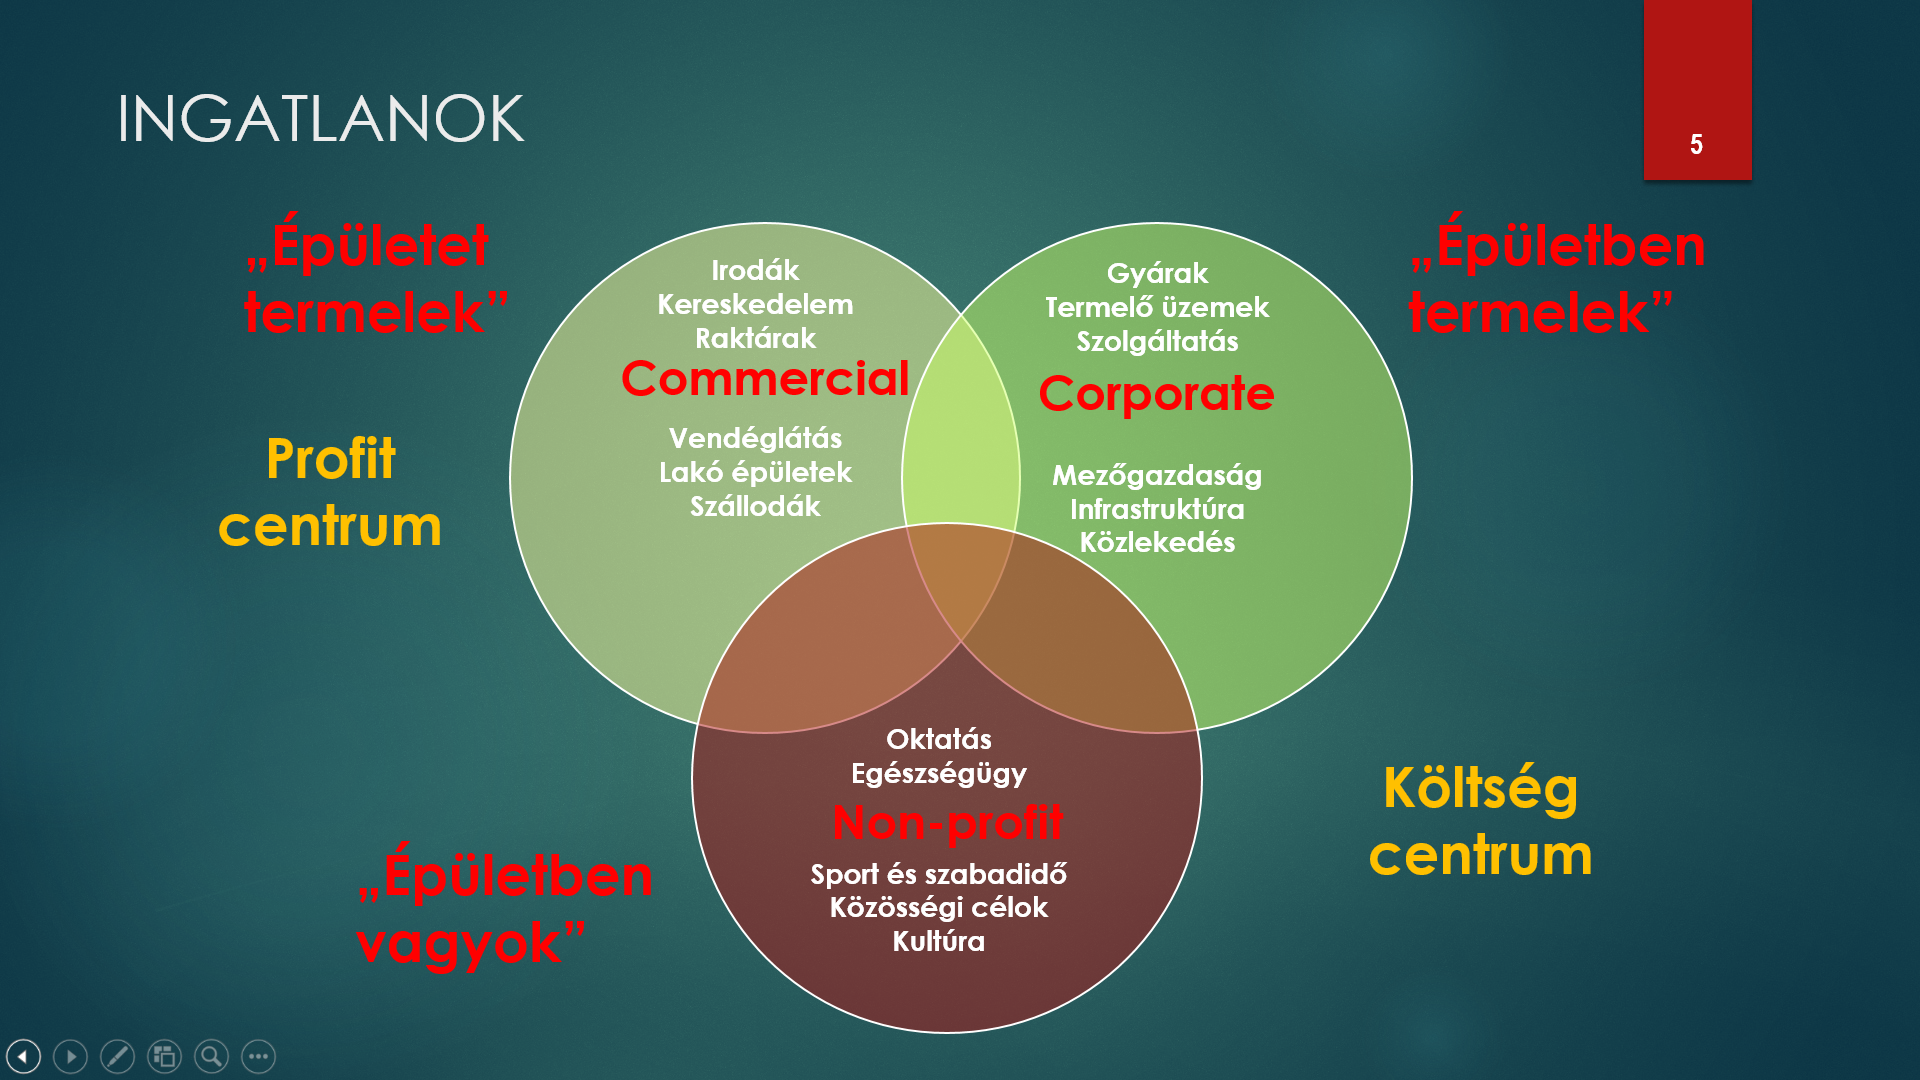 INGATLANOK
5
„Épületet
termelek”
Profit
centrum
Irodák
Kereskedelem
Raktárak
Commercial
Vendéglátás
Lakó épületek
Szállodák
Gyárak
Termelő üzemek
Szolgáltatás
Corporate
Mezőgazdaság
Infrastruktúra
Közlekedés
„Épületben
termelek”
Oktatás
Egészségügy
Non-profit
Sport és szabadidő
Közösségi célok
Kultúra
„Épületben
vagyok”
Költség
centrum